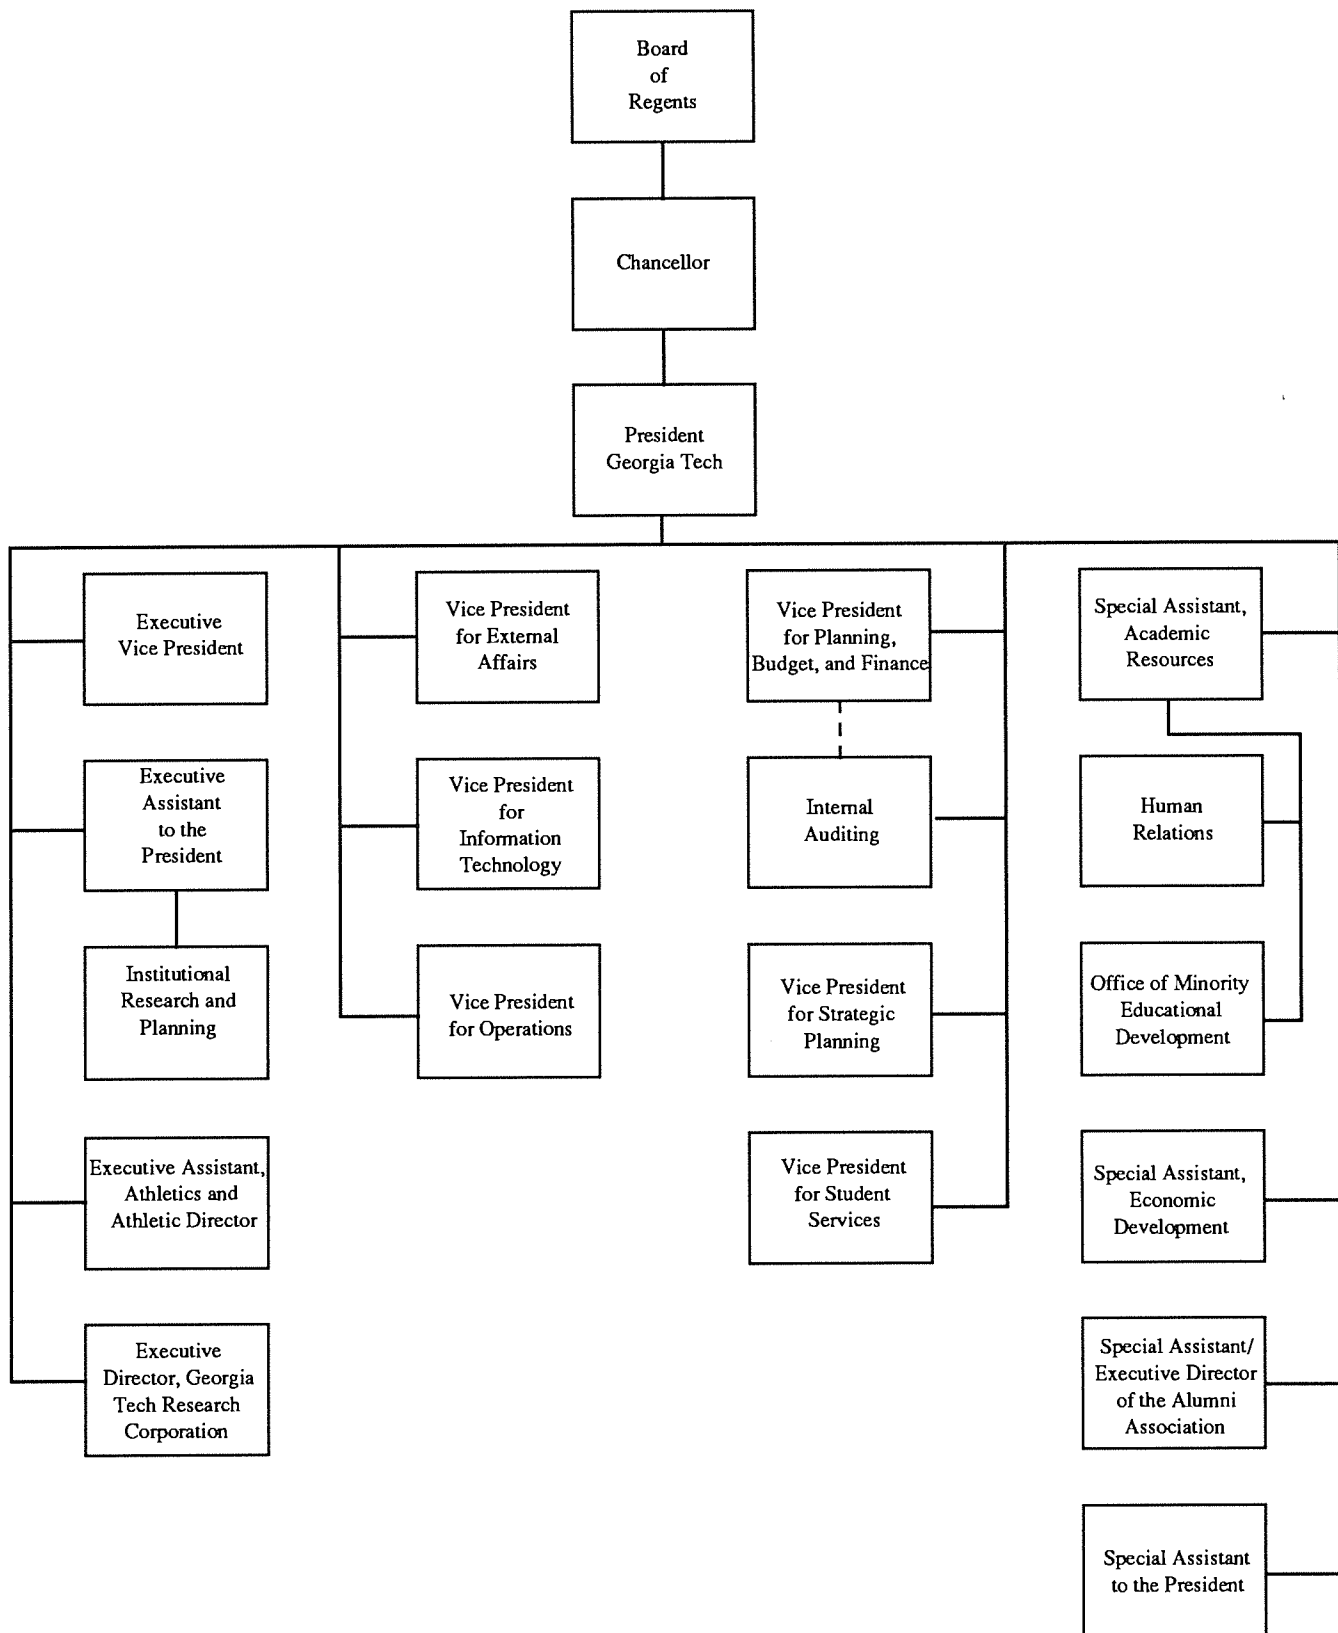 Board
of
Regents
Chancellor
President
Georgia Tech
Executive
Vice President
Executive
Assistant
to the
President
Institutional
Research and
Planning
Executive Assistant,
Athletics and
Athletic Director
Executive
Director, Georgia
Tech Research
Corporation
Vice President
for External
Affairs
Vice President
for
Information
Technology
Vice President
for Operations
Vice President
for Planning,
Budget, and Finance
Internal
Auditing
Vice President
for Strategic
Planning
Vice President
for Student
Services
Special Assistant,
Academic
Resources
Human
Relations
Office of Minority
Educational
Development
Special Assistant,
Economic
Development
Special Assistant/
Executive Director
of the Alumni
Association
Special Assistant
to the President